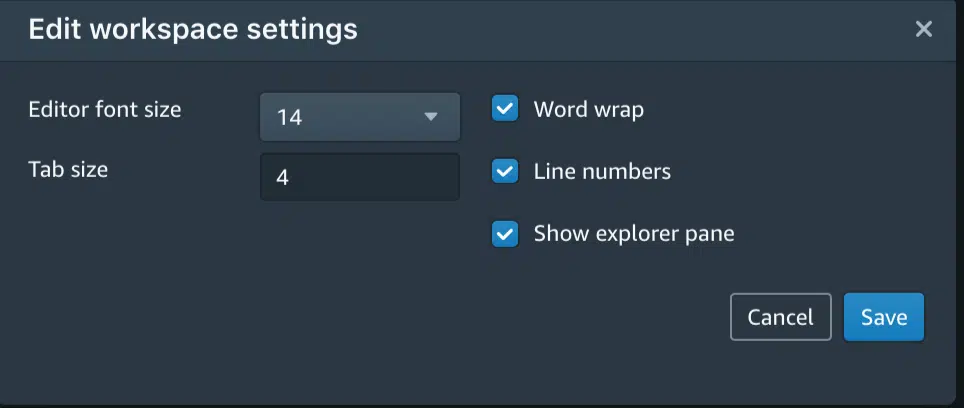 Edit workspace settings
Editor font size
14
Word wrap
Tab size
4
Line numbers
Show explorer pane
Cancel
Save